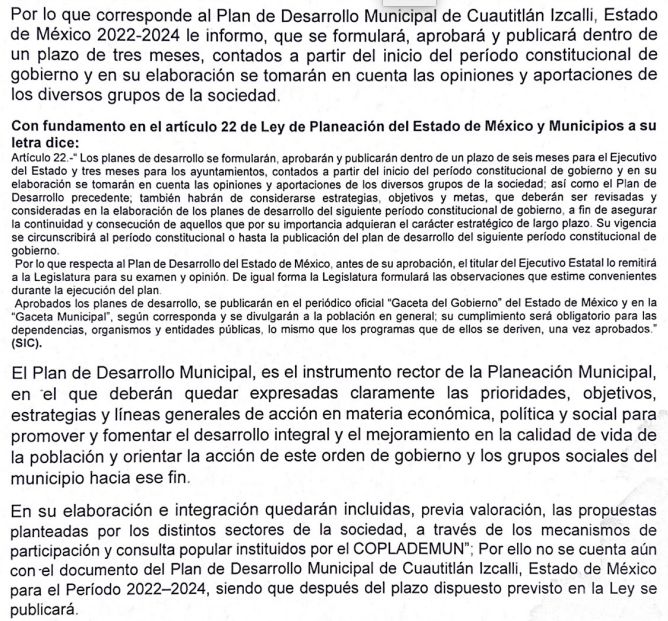 Por lo que corresponde al Plan de Desarrollo Municipal de Cuautitlán Izcalli, Estado
de México 2022-2024 le informo, que se formulará, aprobará y publicará dentro de
un plazo de tres meses, contados a partir del inicio del período constitucional de
gobierno y en su elaboración se tomarán en cuenta las opiniones y aportaciones de
los diversos grupos de la sociedad.
Con fundamento en el artículo 22 de Ley de Planeación del Estado de México y Municipios a su
letra dice:
Artículo 22.-" Los planes de desarrollo se formularán, aprobarán y publicarán dentro de un plazo de seis meses para el Ejecutivo
del Estado y tres meses para los ayuntamientos, contados a partir del inicio del período constitucional de gobierno y en su
elaboración se tomarán en cuenta las opiniones y aportaciones de los diversos grupos de la sociedad; así como el Plan de
Desarrollo precedente; también habrán de considerarse estrategias, objetivos y metas, que deberán ser revisadas y
consideradas en la elaboración de los planes de desarrollo del siguiente período constitucional de gobierno, a fin de asegurar
la continuidad y consecución de aquellos que por su importancia adquieran el carácter estratégico de largo plazo. Su vigencia
se circunscribirá al período constitucional o hasta la publicación del plan de desarrollo del siguiente período constitucional de
gobierno.
Por lo que respecta al Plan de Desarrollo del Estado de México, antes de su aprobación, el titular del Ejecutivo Estatal lo remitirá
a la Legislatura para su examen y opinión. De igual forma la Legislatura formulará las observaciones que estime convenientes
durante la ejecución del plan.
Aprobados los planes de desarrollo, se publicarán en el periódico oficial "Gaceta del Gobierno" del Estado de México y en la
"Gaceta Municipal", según corresponda y se divulgarán a la población en general; su cumplimiento será obligatorio para las
dependencias, organismos y entidades públicas, lo mismo que los programas que de ellos se deriven, una vez aprobados."
(SIC).
El Plan de Desarrollo Municipal, es el instrumento rector de la Planeación Municipal,
en el que deberán quedar expresadas claramente las prioridades, objetivos,
estrategias y líneas generales de acción en materia económica, política y social para
promover y fomentar el desarrollo integral y el mejoramiento en la calidad de vida de
la población y orientar la acción de este orden de gobierno y los grupos sociales del
municipio hacia ese fin.
En su elaboración e integración quedarán incluidas, previa valoración, las propuestas
planteadas por los distintos sectores de la sociedad, a través de los mecanismos de
participación y consulta popular instituidos por el COPLADEMUN"; Por ello no se cuenta aún
con el documento del Plan de Desarrollo Municipal de Cuautitlán Izcalli, Estado de México
para el Período 2022–2024, siendo que después del plazo dispuesto previsto en la Ley se
publicará.